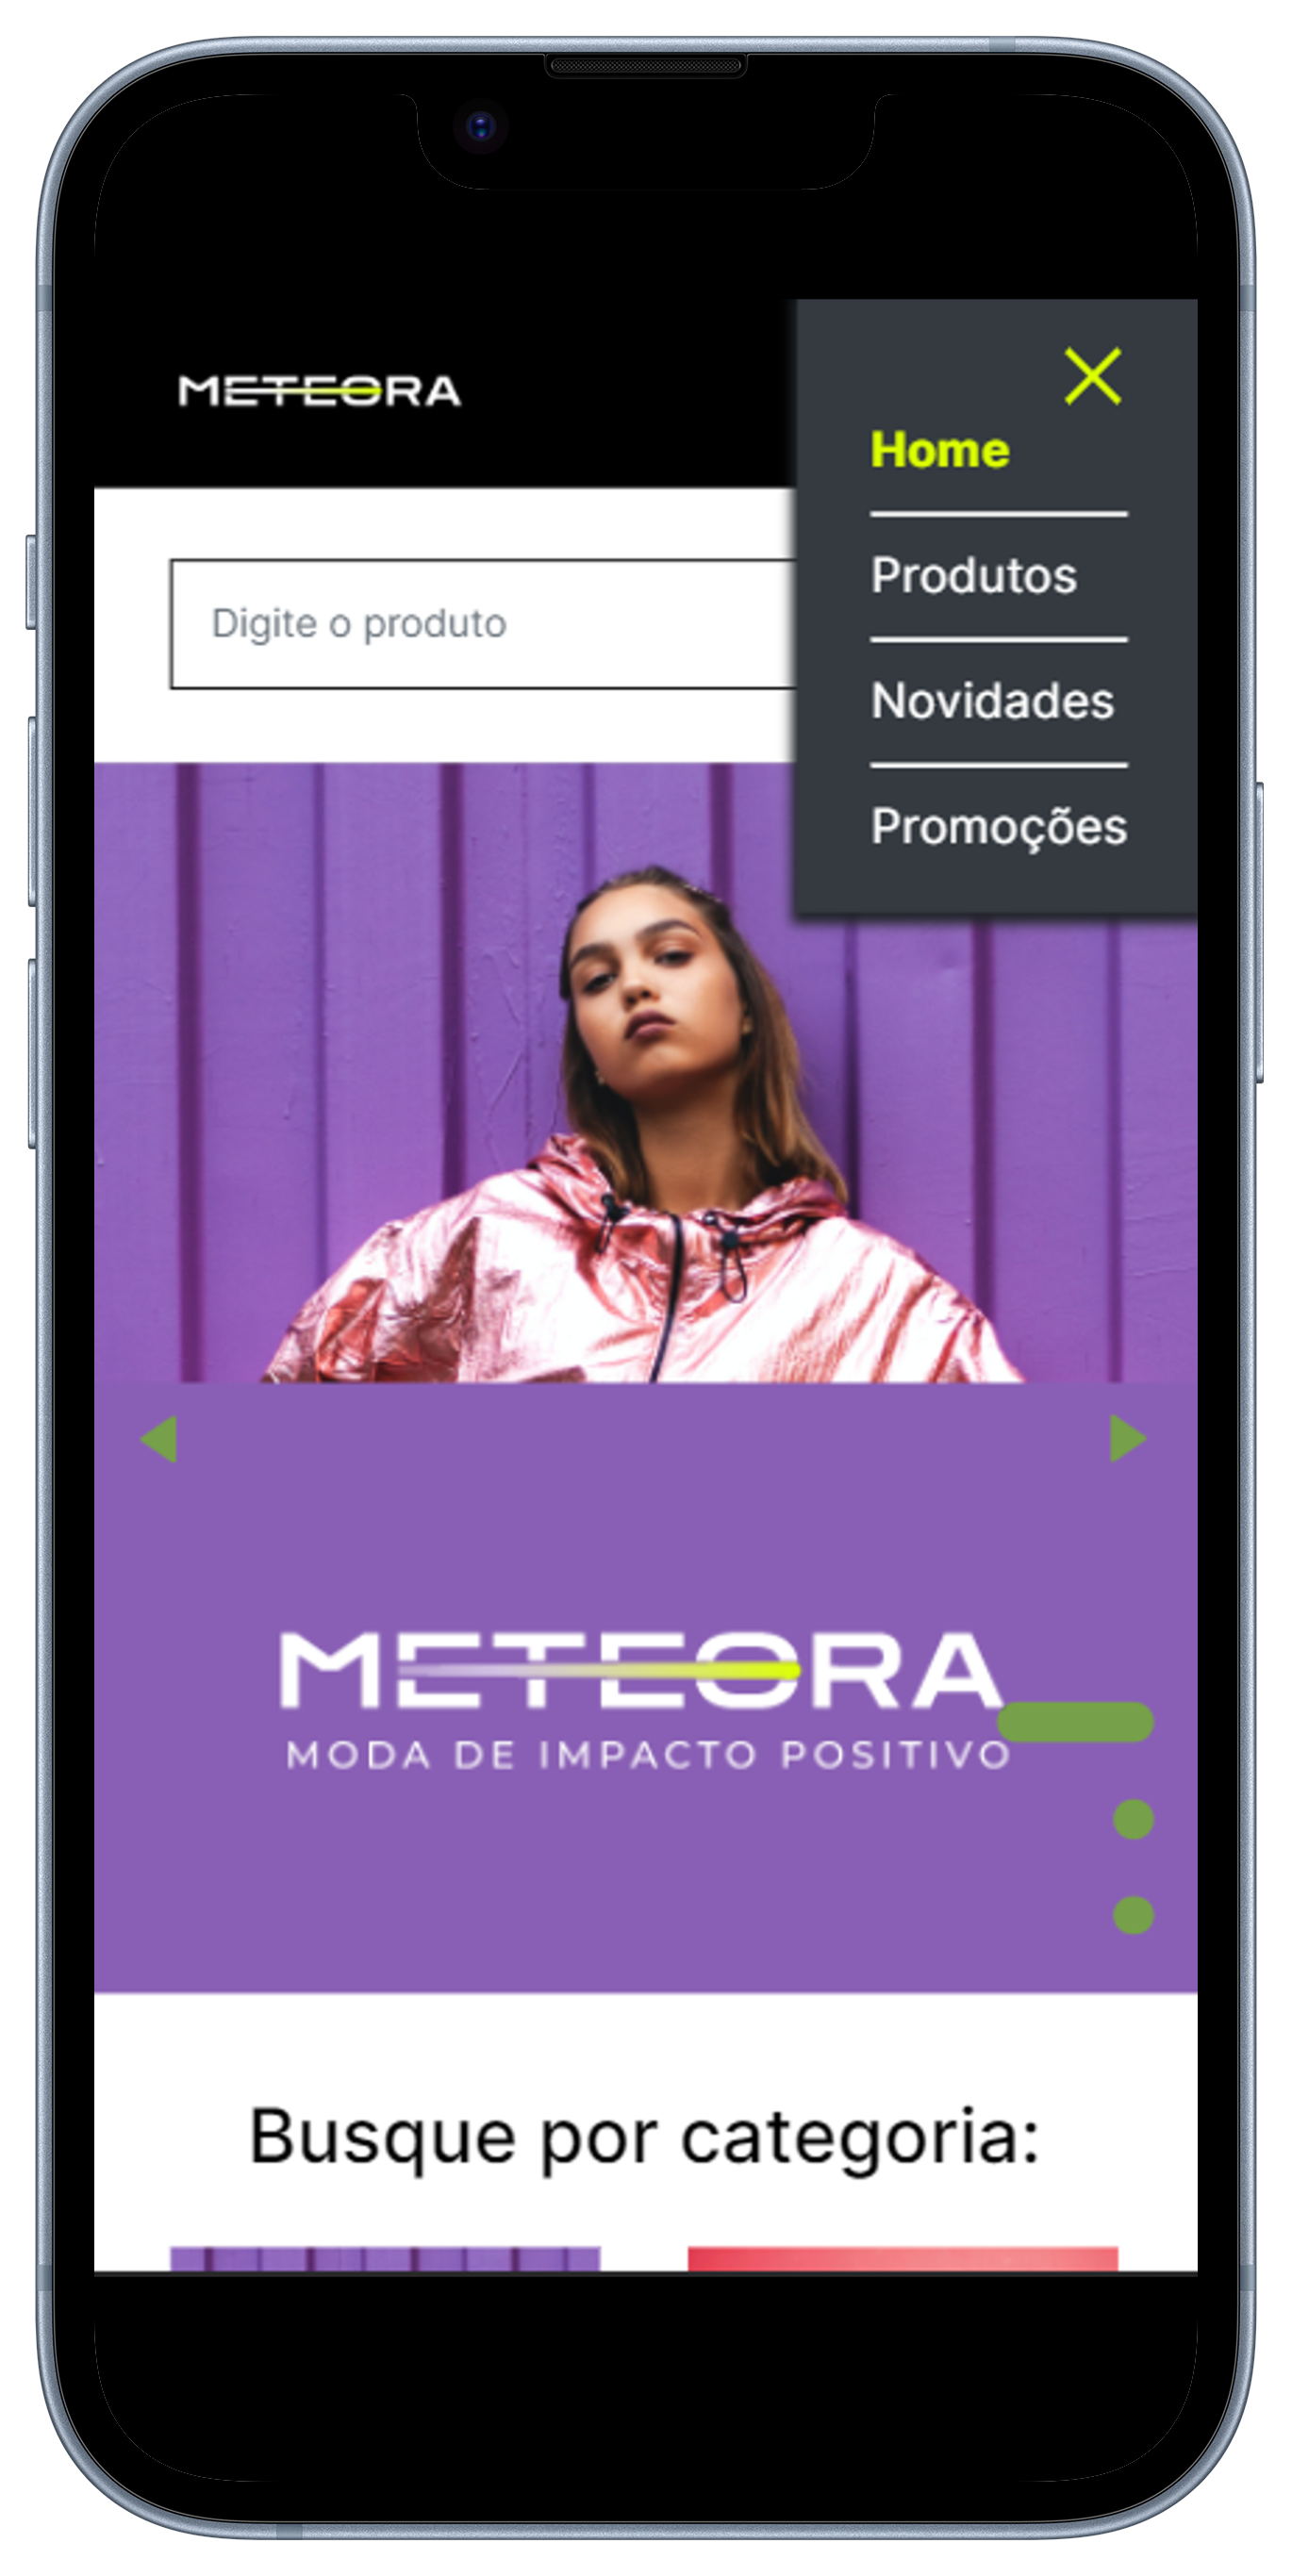 METEORA
Home
Digite o produto
Produtos
Novidades
Promoções
METEORA
MODA DE IMPACTO POSITIVO
Busque por categoria: